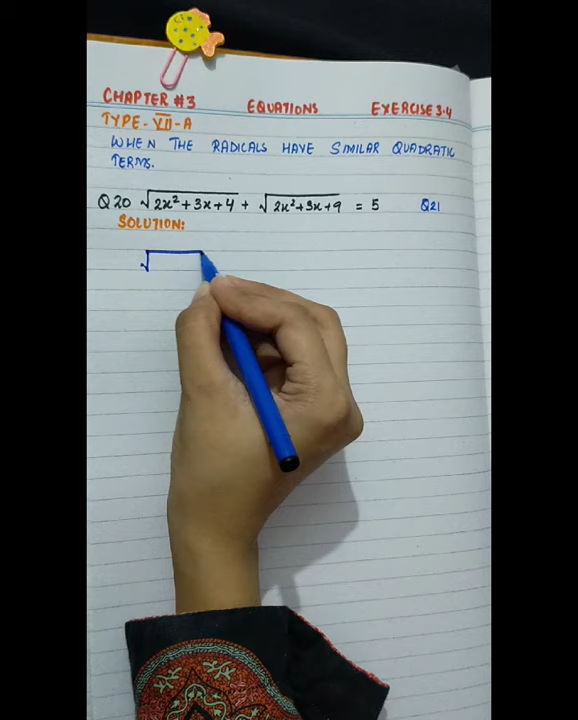 CHAPTER #3 EQUATIONS EXERCISE 3.4
TYPE-VII-A
WHEN THE RADICALS HAVE SIMILAR QUADRATIC
TERMS.
Q20 √2x²+3x+4 + √2x²+3x+9 = 5 Q21
SOLUTION:
√